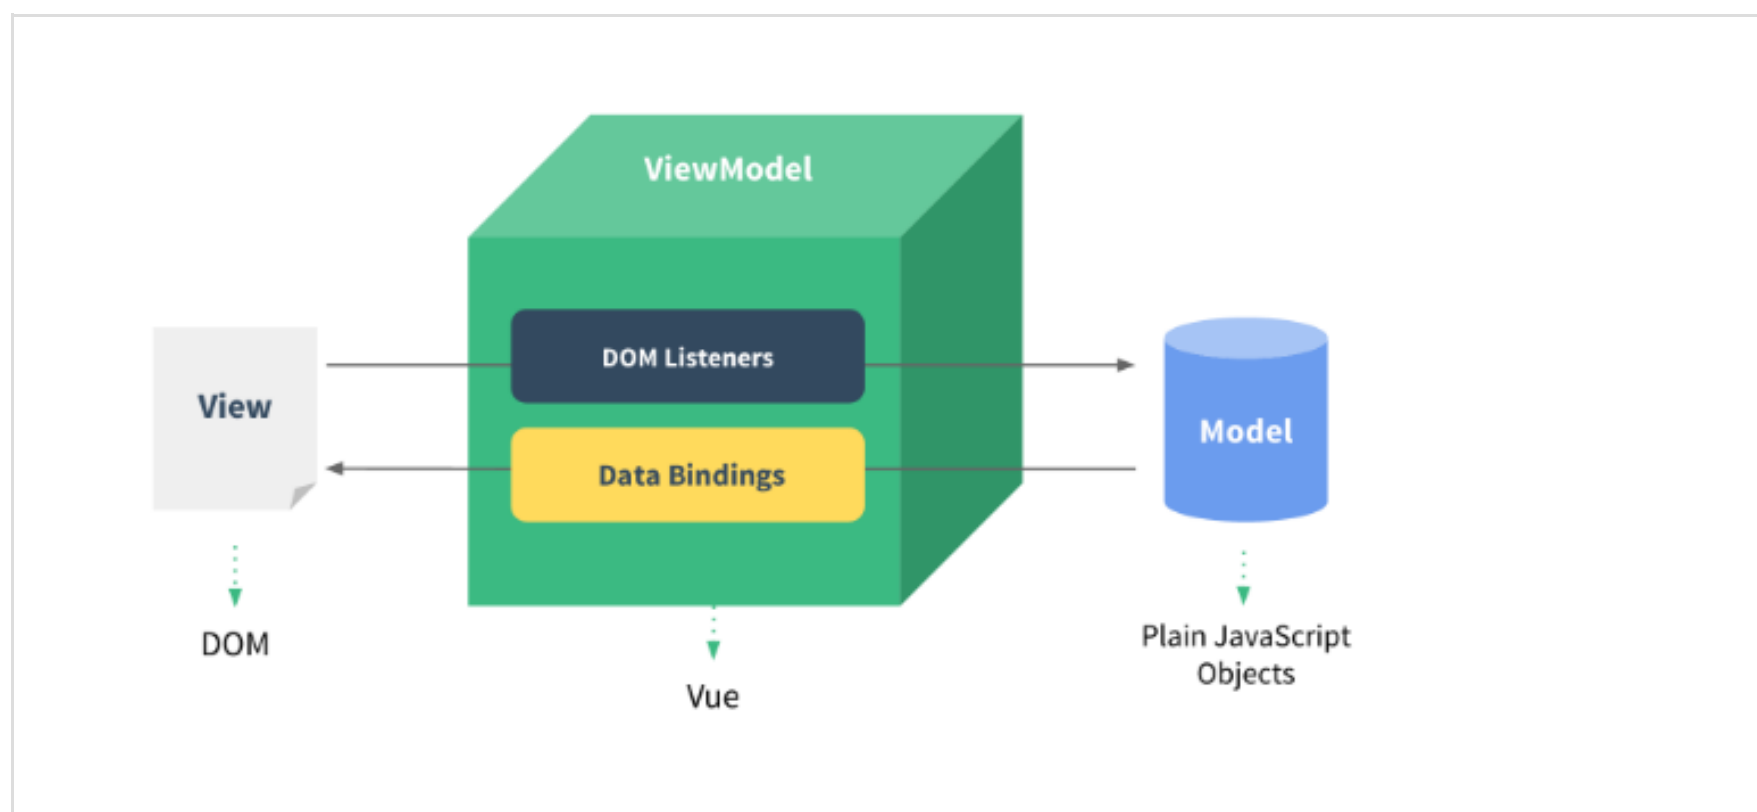 ViewModel
DOM Listeners
View
Data Bindings
Model
DOM
Vue
Plain JavaScript
Objects